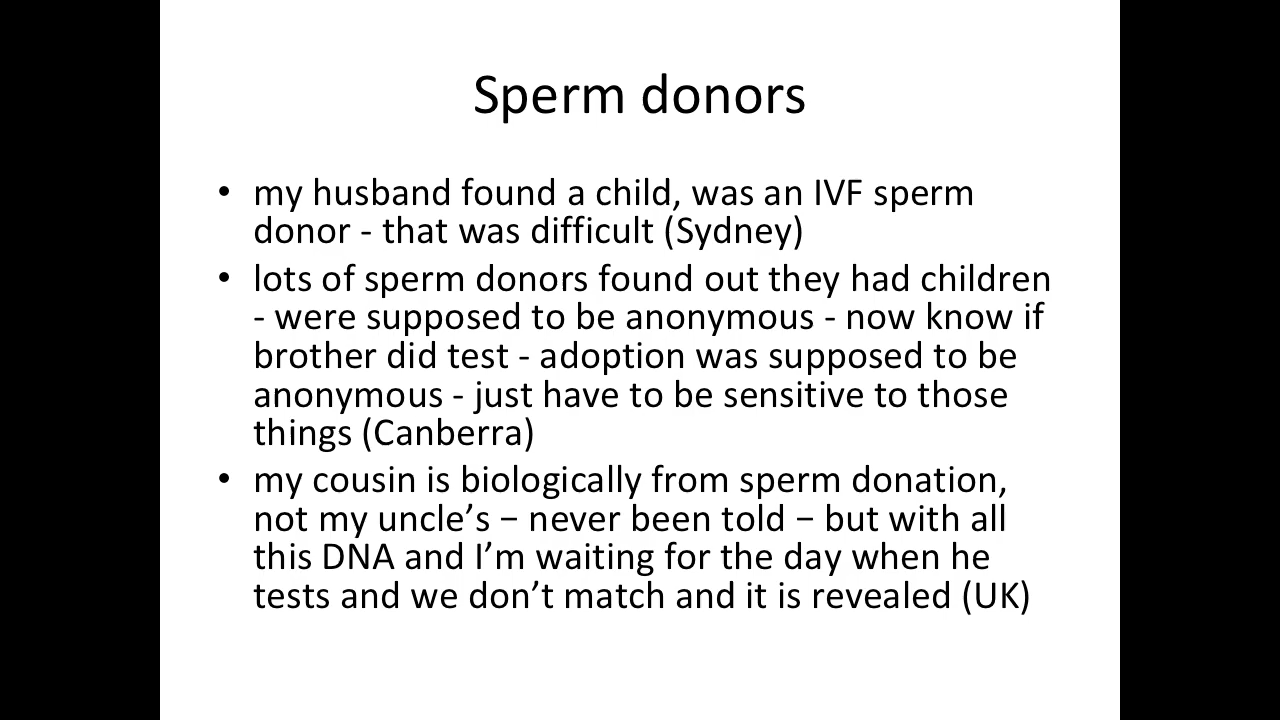 Sperm donors
• my husband found a child, was an IVF sperm
donor - that was difficult (Sydney)
• lots of sperm donors found out they had children
- were supposed to be anonymous - now know if
brother did test - adoption was supposed to be
anonymous - just have to be sensitive to those
things (Canberra)
• my cousin is biologically from sperm donation,
not my uncle’s – never been told – but with all
this DNA and I’m waiting for the day when he
tests and we don’t match and it is revealed (UK)